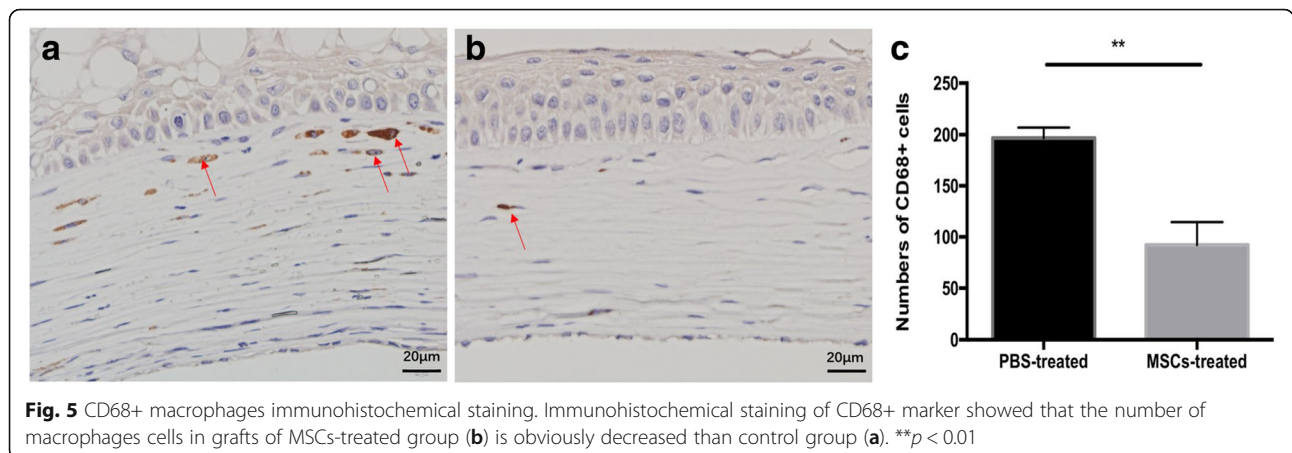 a
b
c
**
250
200
150
100
50
0
Numbers of CD68+ cells
PBS-treated
MSCs-treated
20µm
20µm
Fig. 5 CD68+ macrophages immunohistochemical staining. Immunohistochemical staining of CD68+ marker showed that the number of
macrophages cells in grafts of MSCs-treated group (b) is obviously decreased than control group (a). **p < 0.01